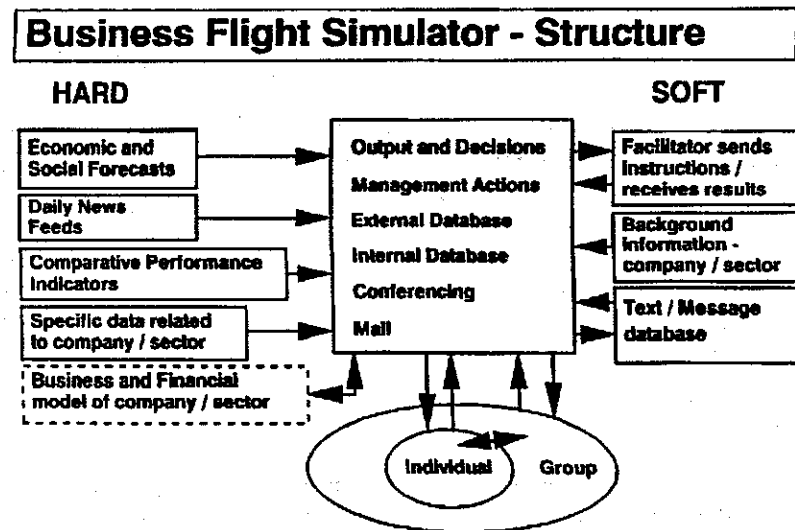 Business Flight Simulator - Structure
HARD
SOFT
Economic and
Social Forecasts
Daily News
Feeds
Comparative Performance
Indicators
Specific data related
to company / sector
Business and Financial
model of company / sector
Output and Decisions
Management Actions
External Database
Internal Database
Conferencing
Mail
Facilitator sends
instructions /
receives results
Background
information -
company / sector
Text / Message
database
Individual
Group